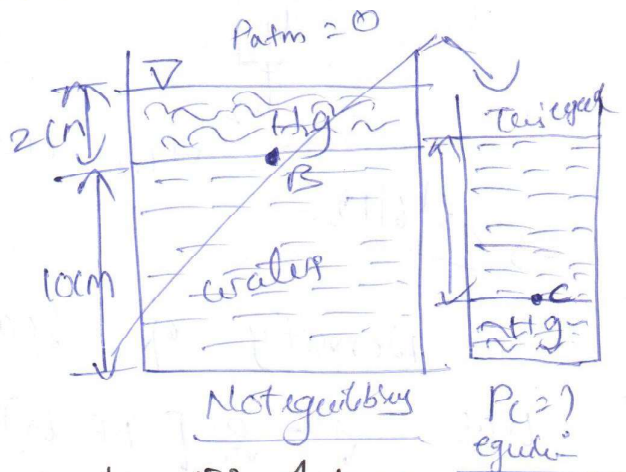 Patm = 0
2cm
Hg
B
10cm
water
C
Hg
Not equilibrium
Pc = ?